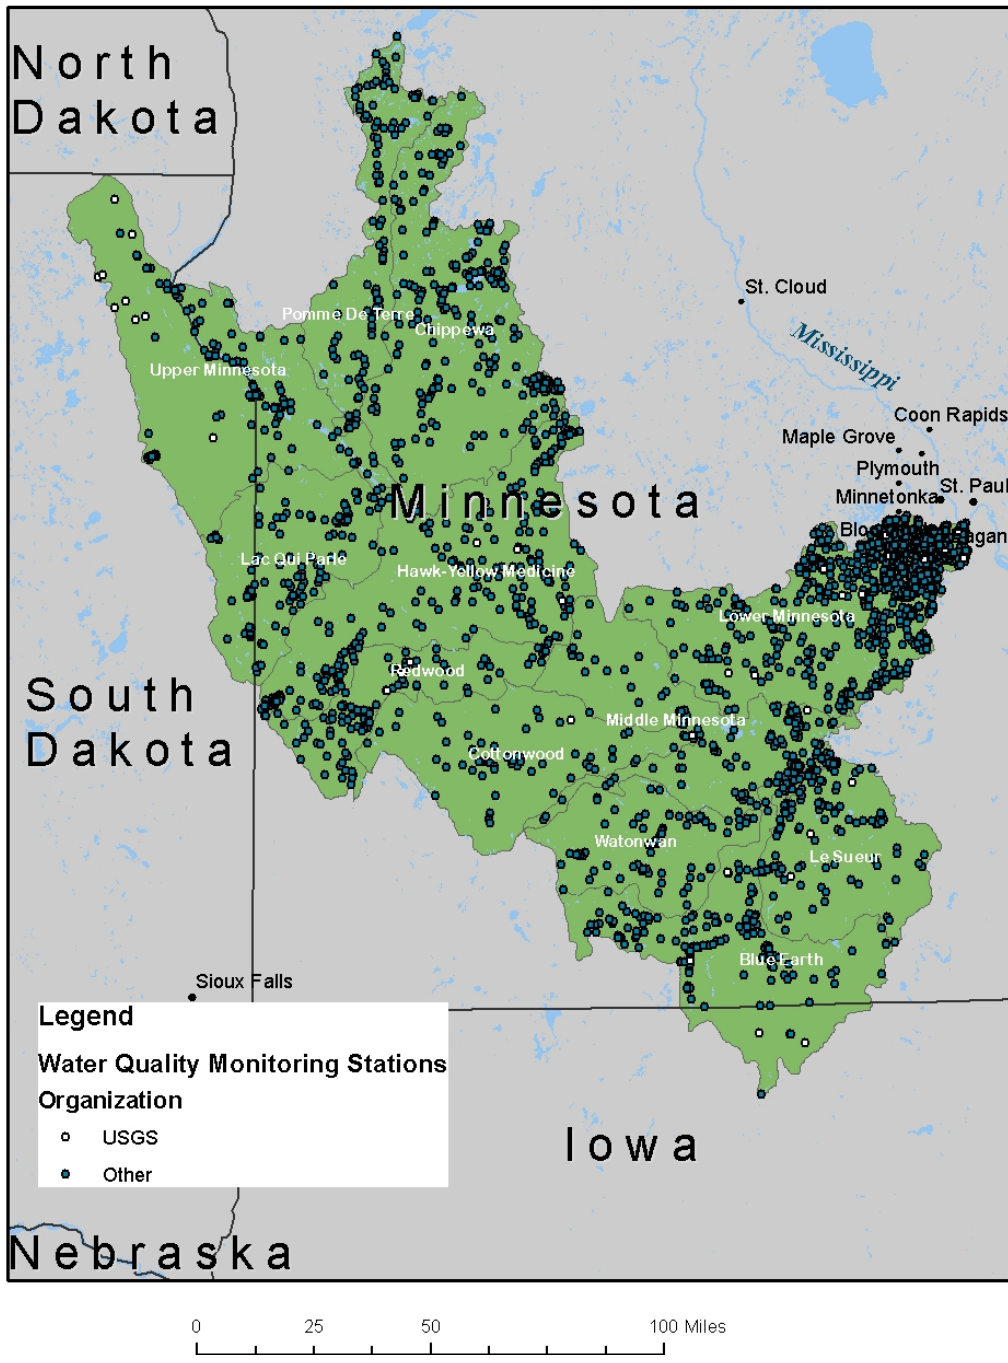 North
Dakota
St. Cloud
Pomme De Terre
Chippewa
Mississippi
Upper Minnesota
Coon Rapids
Maple Grove
Plymouth
St. Paul
Minnetonka
Minnesota
Lac Qui Parle
Hawk-Yellow Medicine
Lower Minnesota
Redwood
South
Dakota
Middle Minnesota
Cottonwood
Watonwan
Le Sueur
Blue Earth
Sioux Falls
Legend
Water Quality Monitoring Stations
Organization
USGS
Other
Iowa
Nebraska
0 25 50 100 Miles